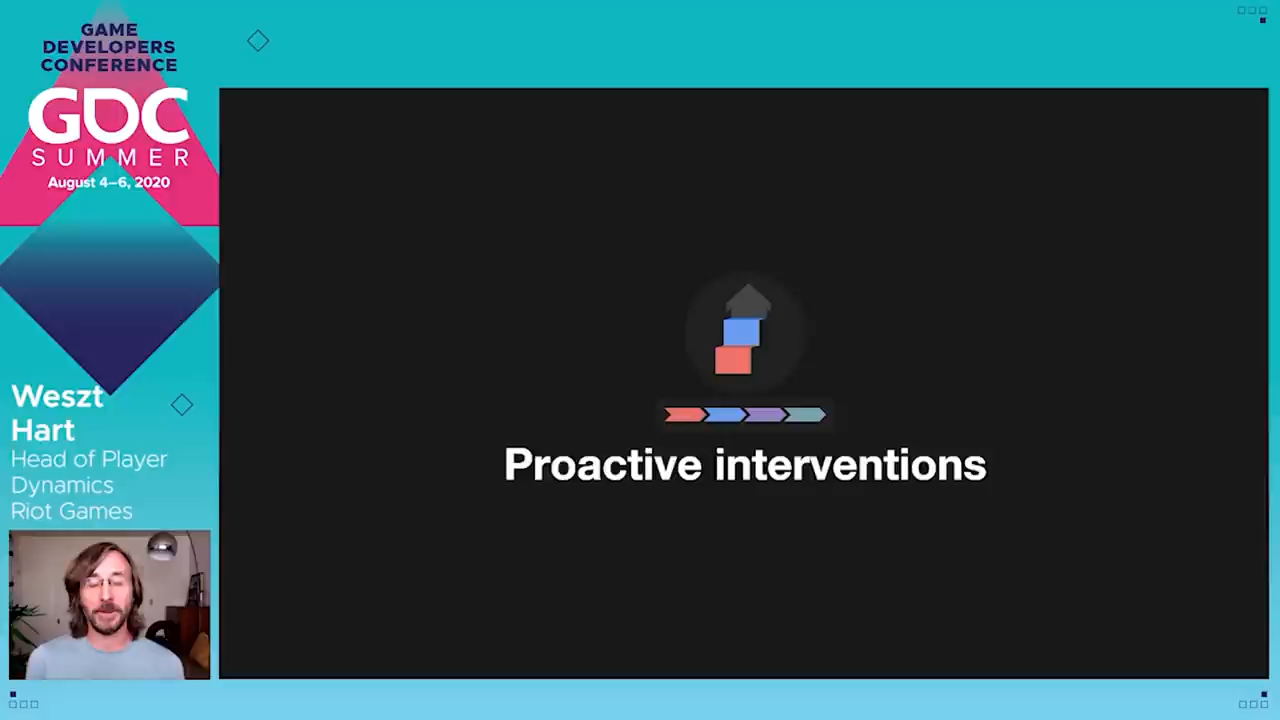 GAME
DEVELOPERS
CONFERENCE
GDC
SUMMER
August 4–6, 2020
Weszt
Hart
Head of Player
Dynamics
Riot Games
Proactive interventions